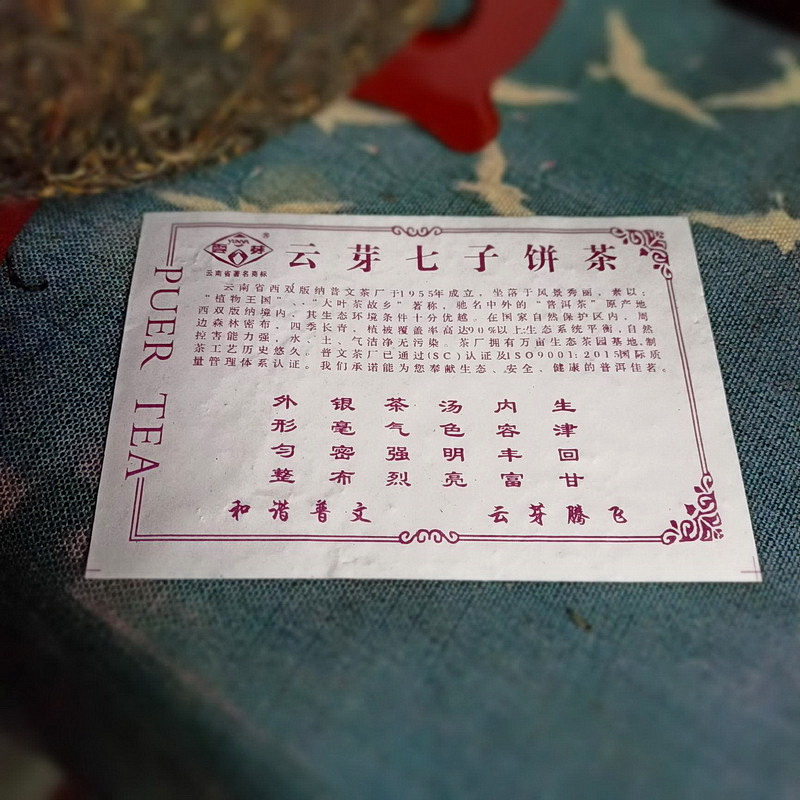 YUNYA
雲芽
®
云南省著名商标
云芽七子饼茶
PUER TEA
云南省西双版纳普文茶厂于1955年成立，坐落于风景秀丽，素以：
“植物王国”、“大叶茶故乡”著称，驰名中外的“普洱茶”原产地
西双版纳境内，其生态环境条件十分优越。在国家自然保护区内，周
边森林密布，四季长青，植被覆盖率高达90%以上生态系统平衡，自然
控害能力强，水、土、气洁净无污染。茶厂拥有万亩生态茶园基地，制
茶工艺历史悠久。普文茶厂已通过(SC)认证及ISO9001:2015国际质
量管理体系认证。我们承诺能为您奉献生态、安全、健康的普洱佳茗。
外形匀整
银毫密布
茶气强烈
汤色明亮
内容丰富
生津回甘
和谐普文 云芽腾飞